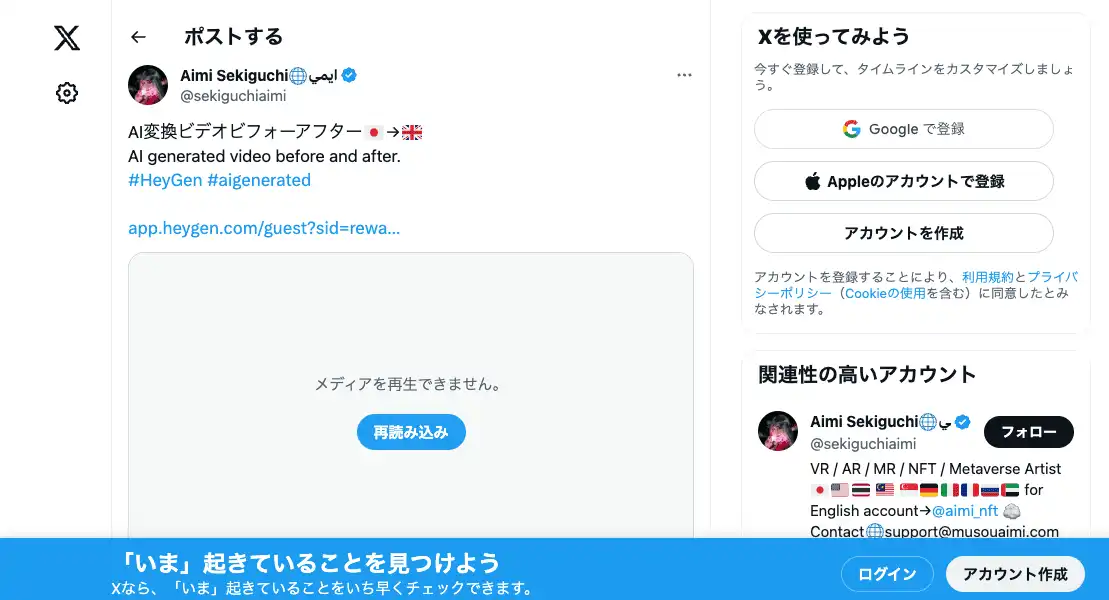 ポストする
Aimi Sekiguchi🌐ايمي
@sekiguchiaimi
AI変換ビデオビフォーアフター🇯🇵→🇬🇧
AI generated video before and after.
#HeyGen #aigenerated
app.heygen.com/guest?sid=rewa...
メディアを再生できません。
再読み込み
Xを使ってみよう
今すぐ登録して、タイムラインをカスタマイズしましょ
う。
Google で登録
Appleのアカウントで登録
アカウントを作成
アカウントを登録することにより、利用規約とプライバ
シーポリシー（Cookieの使用を含む）に同意したとみ
なされます。
関連性の高いアカウント
Aimi Sekiguchi🌐ي
フォロー
@sekiguchiaimi
VR / AR / MR / NFT / Metaverse Artist
🇯🇵🇺🇸🇹🇭🇲🇾🇸🇬🇩🇪🇮🇹🇫🇷🇷🇺🇦🇪 for
English account→@aimi_nft
Contact🌐support@musouaimi.com
「いま」起きていることを見つけよう
Xなら、「いま」起きていることをいち早くチェックできます。
ログイン
アカウント作成